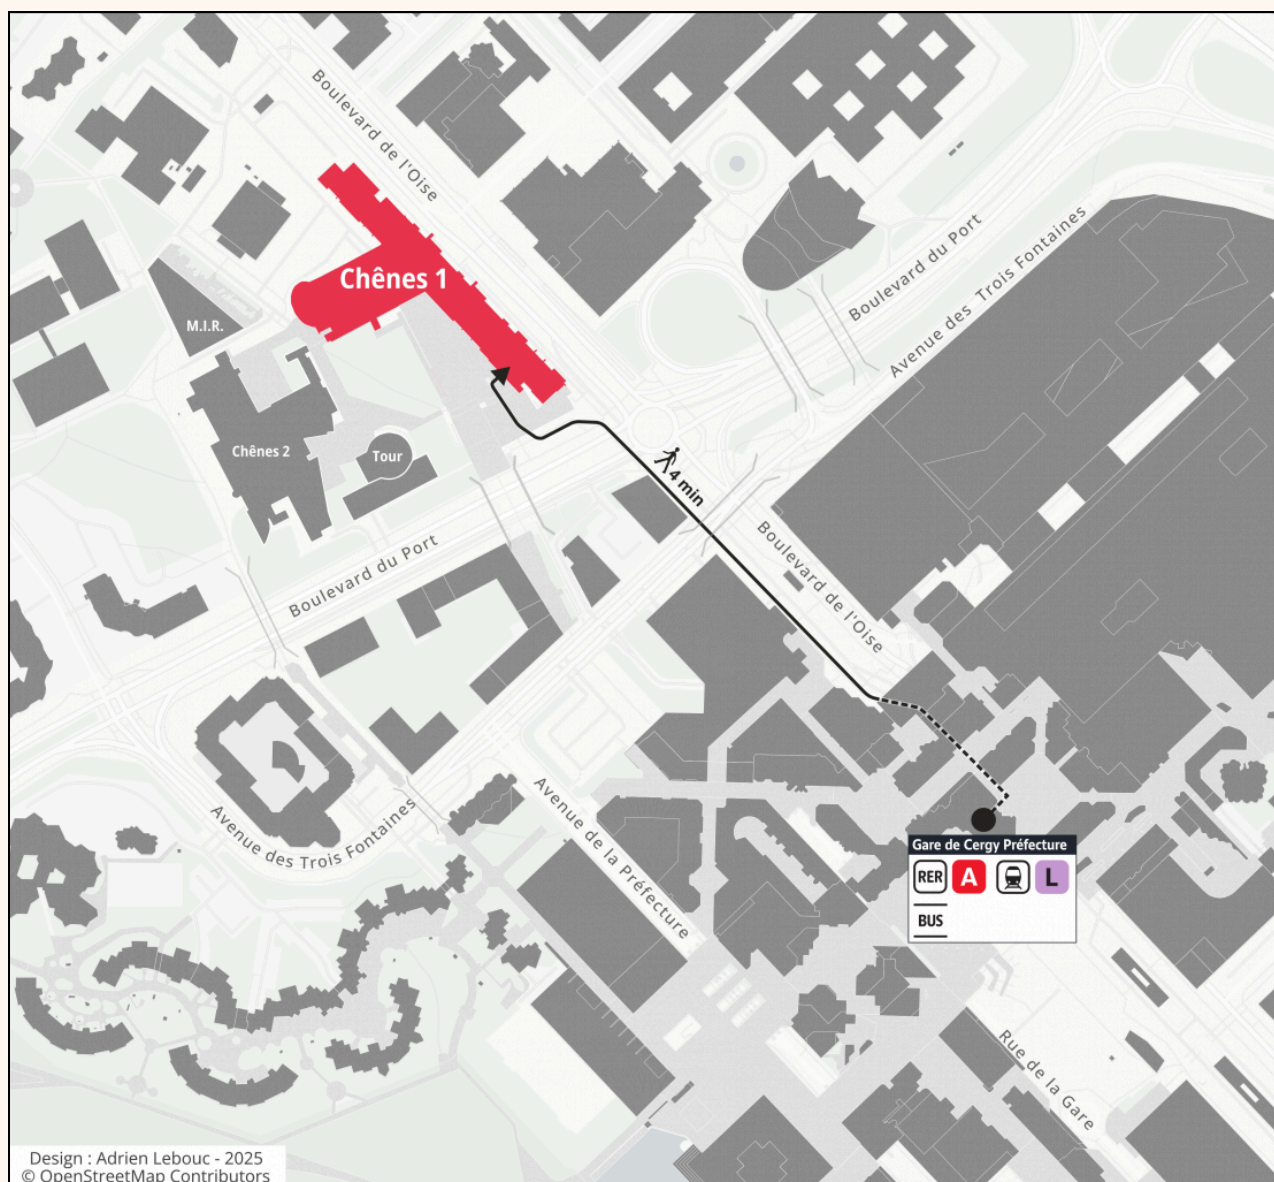 Boulevard de l'Oise
Chênes 1
M.I.R.
Boulevard du Port
Avenue des Trois Fontaines
Chênes 2
Tour
4 min
Boulevard de l'Oise
Boulevard du Port
Avenue des Trois Fontaines
Avenue de la Préfecture
Gare de Cergy Préfecture
RER A L
BUS
Rue de la Gare
Design : Adrien Lebouc - 2025
© OpenStreetMap Contributors